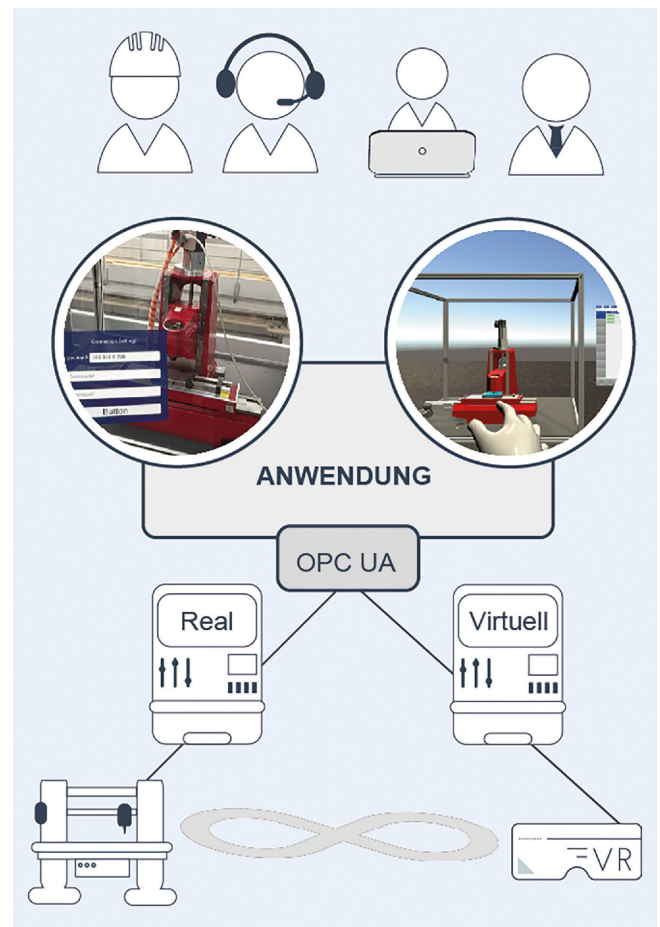 Connection Settings
Button
ANWENDUNG
OPC UA
Real
Virtuell
VR